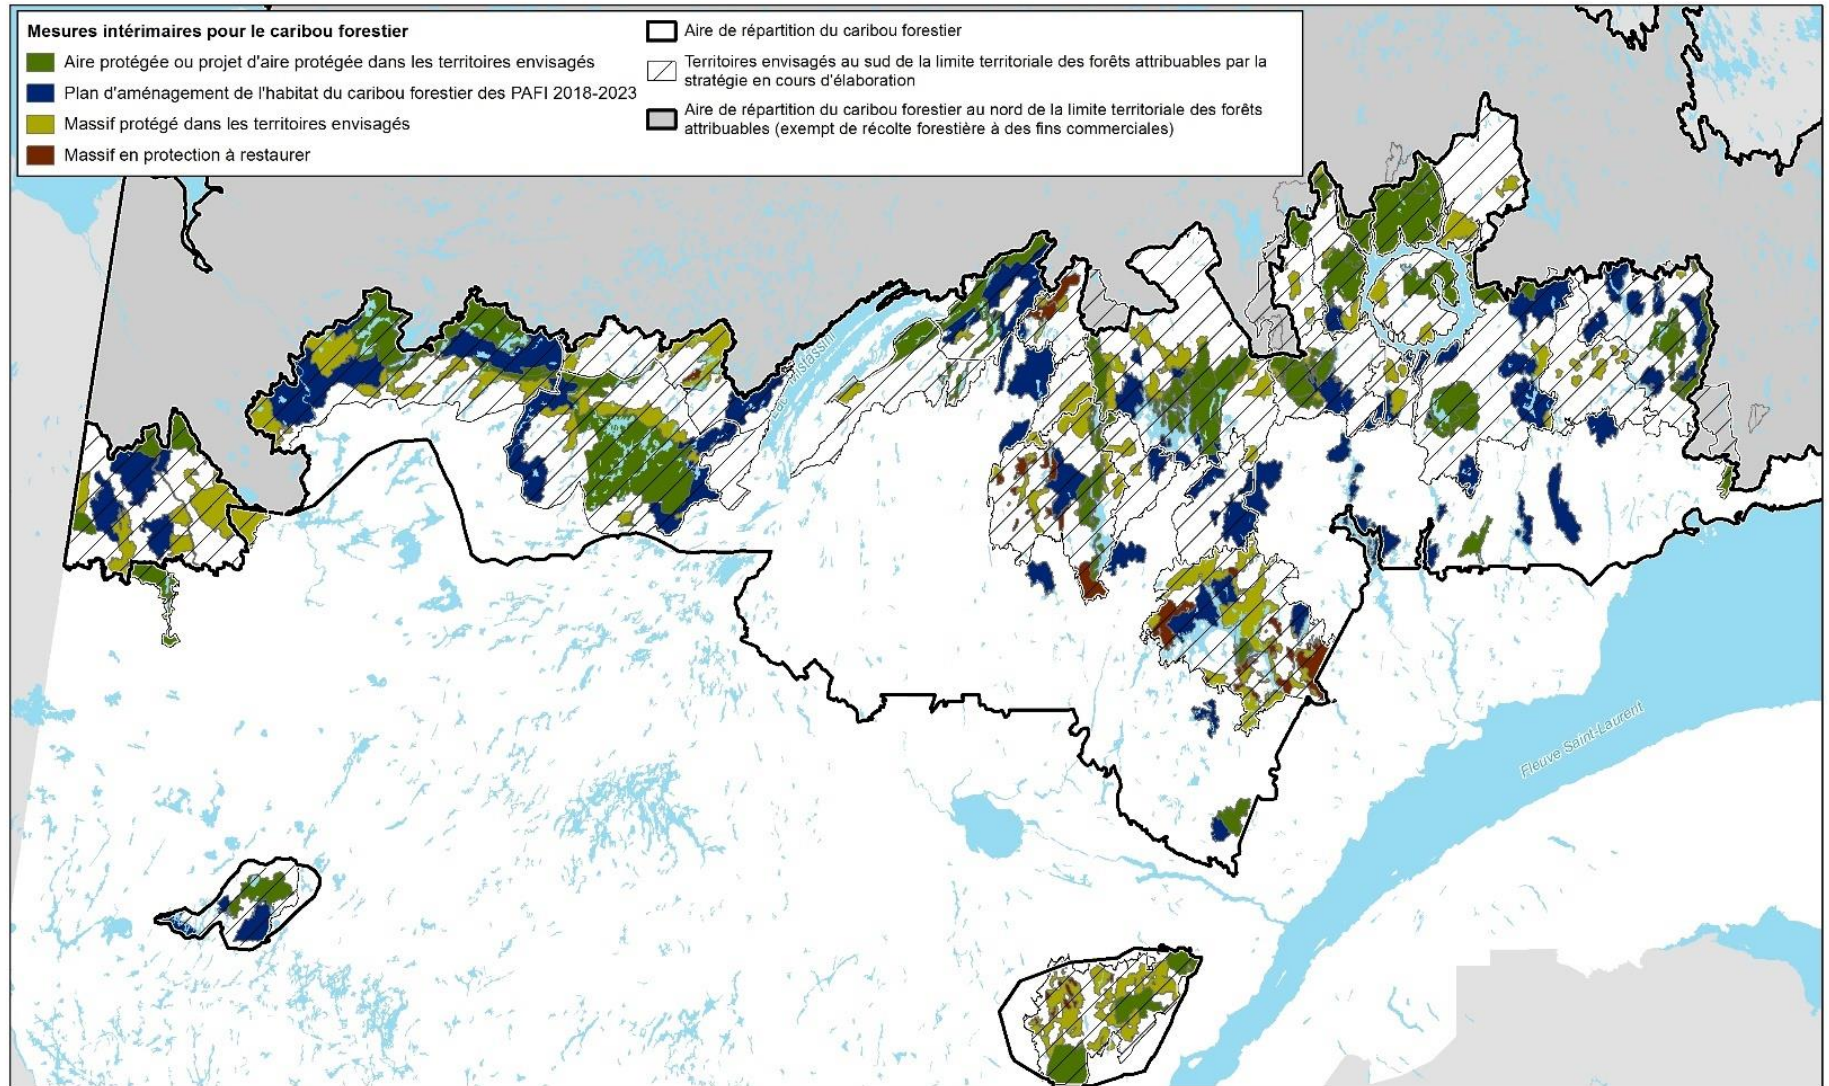 Mesures intérimaires pour le caribou forestier
Aire protégée ou projet d'aire protégée dans les territoires envisagés
Plan d'aménagement de l'habitat du caribou forestier des PAFI 2018-2023
Massif protégé dans les territoires envisagés
Massif en protection à restaurer
Aire de répartition du caribou forestier
Territoires envisagés au sud de la limite territoriale des forêts attribuables par la
stratégie en cours d'élaboration
Aire de répartition du caribou forestier au nord de la limite territoriale des forêts
attribuables (exempt de récolte forestière à des fins commerciales)
Lac Mistassini
Fleuve Saint-Laurent